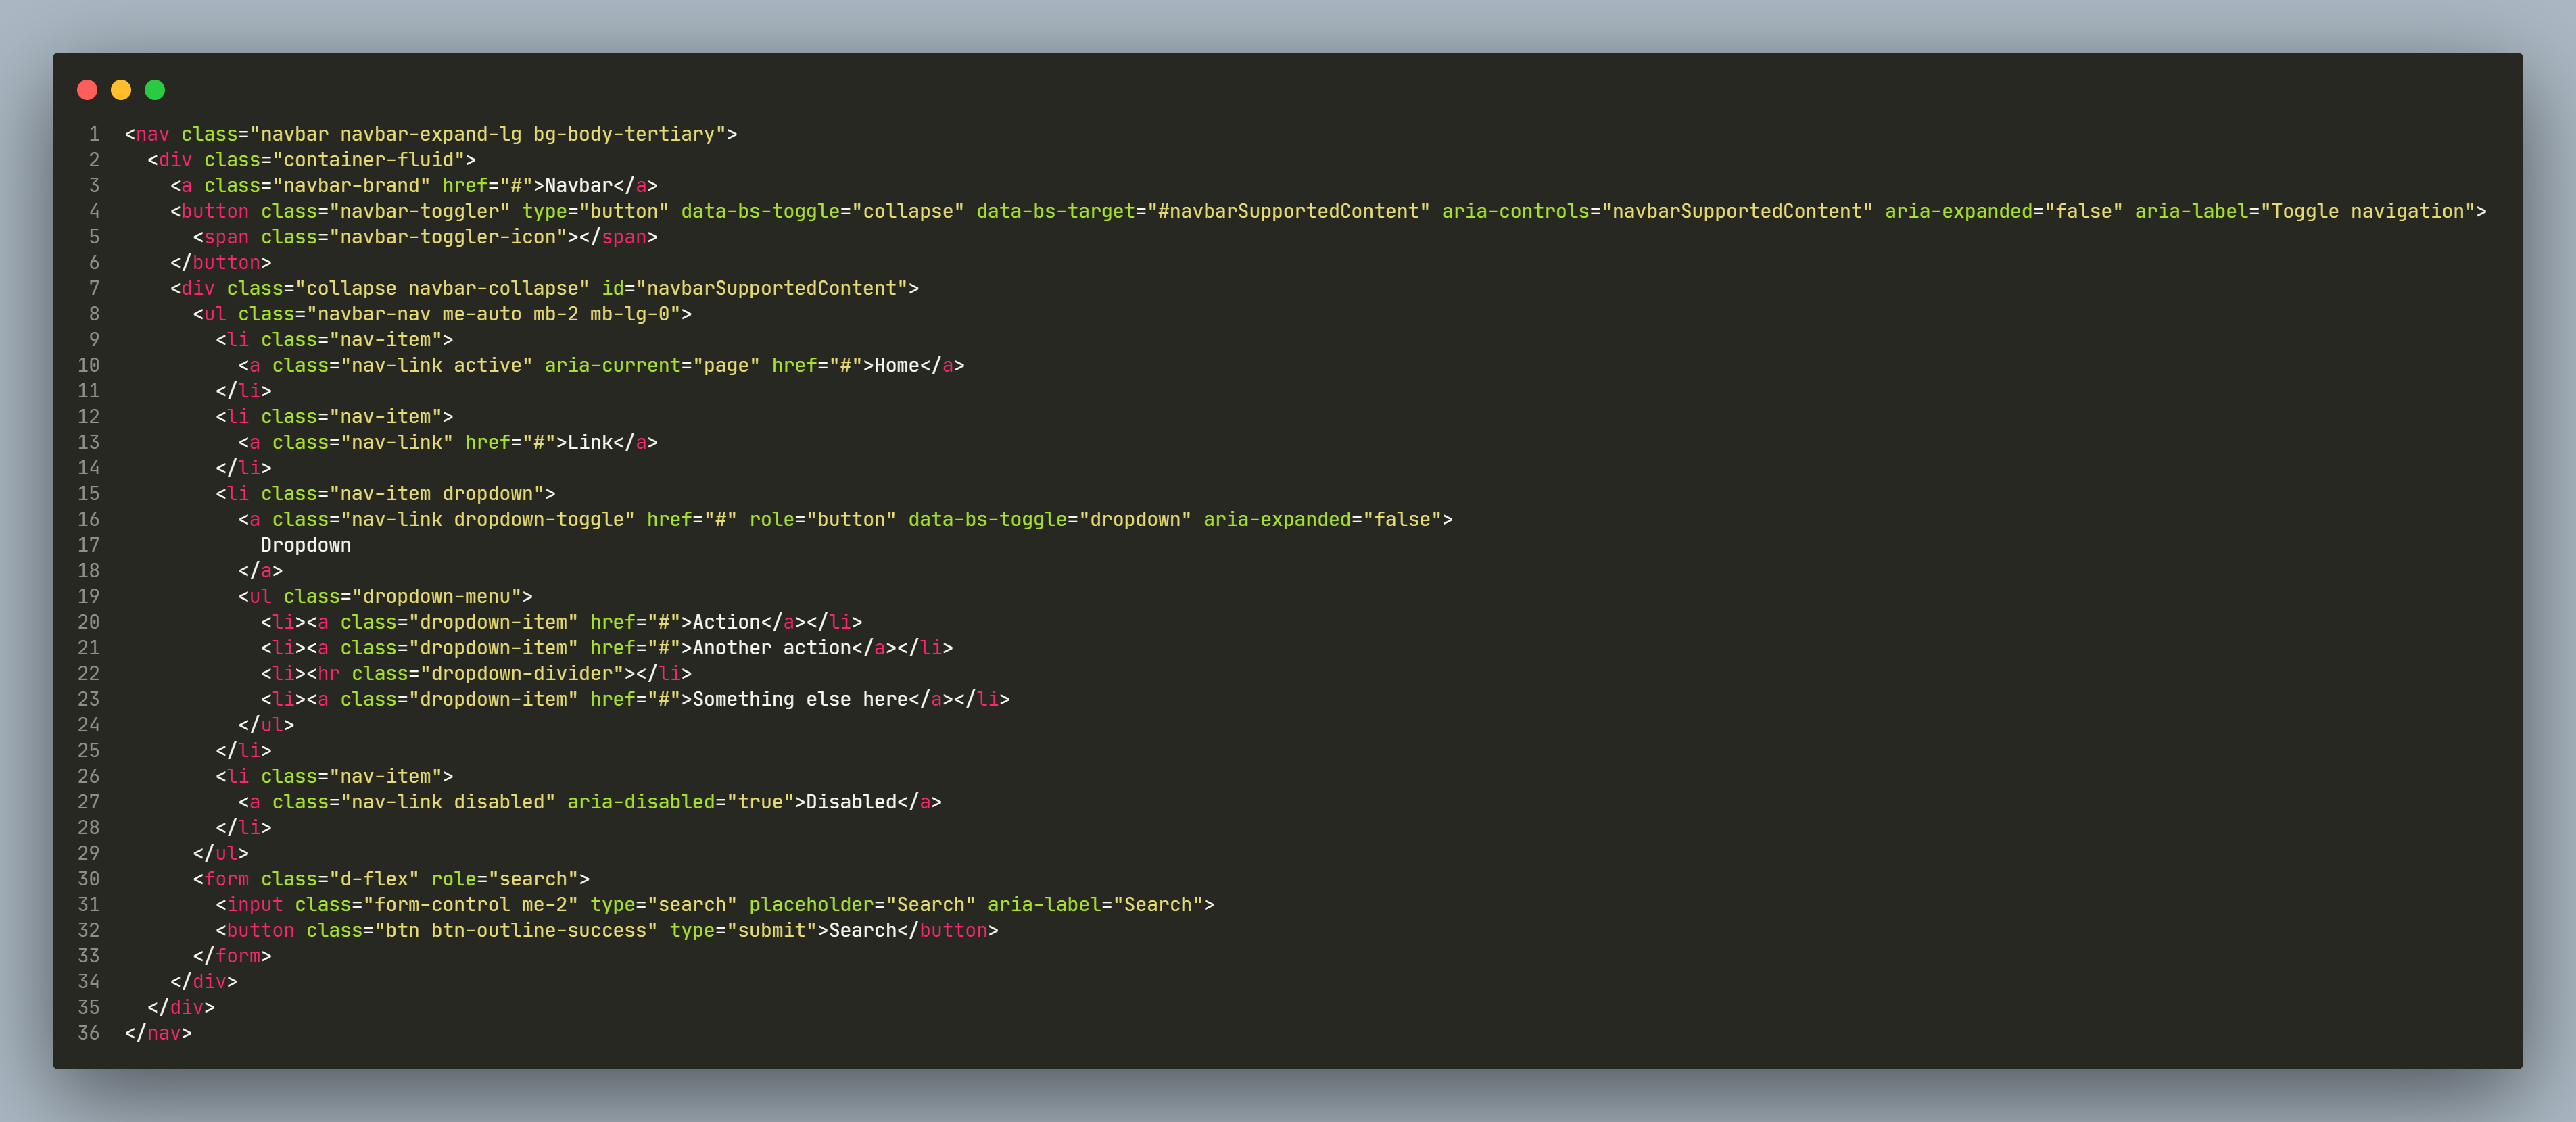 1 <nav class="navbar navbar-expand-lg bg-body-tertiary">
2   <div class="container-fluid">
3     <a class="navbar-brand" href="#">Navbar</a>
4     <button class="navbar-toggler" type="button" data-bs-toggle="collapse" data-bs-target="#navbarSupportedContent" aria-controls="navbarSupportedContent" aria-expanded="false" aria-label="Toggle navigation">
5       <span class="navbar-toggler-icon"></span>
6     </button>
7     <div class="collapse navbar-collapse" id="navbarSupportedContent">
8       <ul class="navbar-nav me-auto mb-2 mb-lg-0">
9         <li class="nav-item">
10           <a class="nav-link active" aria-current="page" href="#">Home</a>
11         </li>
12         <li class="nav-item">
13           <a class="nav-link" href="#">Link</a>
14         </li>
15         <li class="nav-item dropdown">
16           <a class="nav-link dropdown-toggle" href="#" role="button" data-bs-toggle="dropdown" aria-expanded="false">
17             Dropdown
18           </a>
19           <ul class="dropdown-menu">
20             <li><a class="dropdown-item" href="#">Action</a></li>
21             <li><a class="dropdown-item" href="#">Another action</a></li>
22             <li><hr class="dropdown-divider"></li>
23             <li><a class="dropdown-item" href="#">Something else here</a></li>
24           </ul>
25         </li>
26         <li class="nav-item">
27           <a class="nav-link disabled" aria-disabled="true">Disabled</a>
28         </li>
29       </ul>
30       <form class="d-flex" role="search">
31         <input class="form-control me-2" type="search" placeholder="Search" aria-label="Search">
32         <button class="btn btn-outline-success" type="submit">Search</button>
33       </form>
34     </div>
35   </div>
36 </nav>